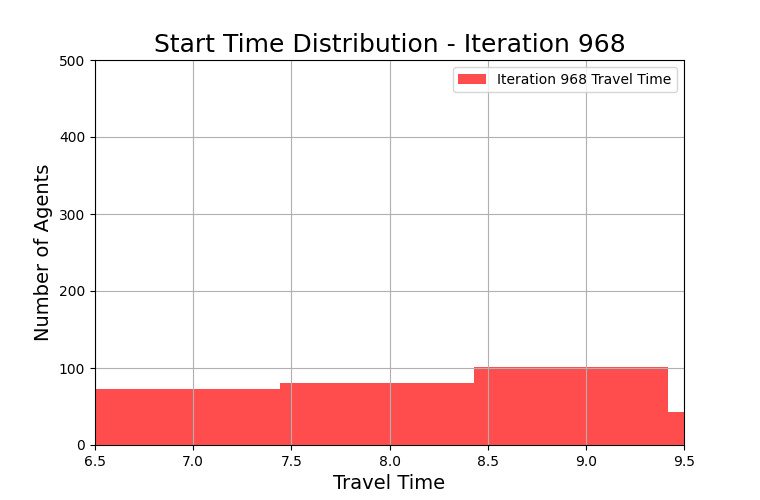 Start Time Distribution - Iteration 968
500
Iteration 968 Travel Time
400
300
200
100
0
Number of Agents
6.5 7.0 7.5 8.0 8.5 9.0 9.5
Travel Time